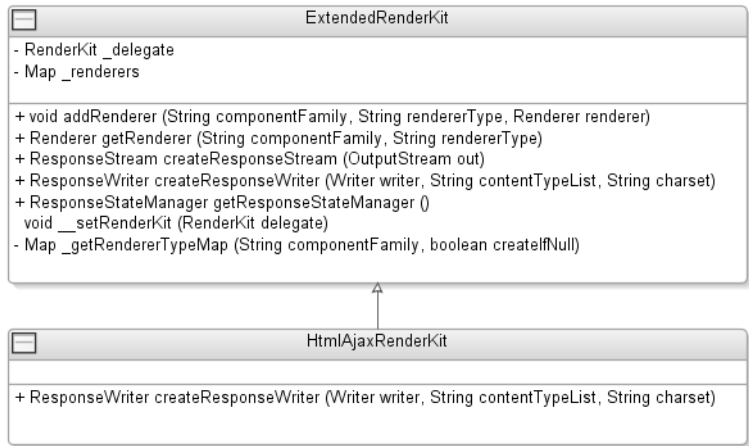 ExtendedRenderKit
- RenderKit _delegate
- Map _renderers
+ void addRenderer (String componentFamily, String rendererType, Renderer renderer)
+ Renderer getRenderer (String componentFamily, String rendererType)
+ ResponseStream createResponseStream (OutputStream out)
+ ResponseWriter createResponseWriter (Writer writer, String contentTypeList, String charset)
+ ResponseStateManager getResponseStateManager ()
void __setRenderKit (RenderKit delegate)
- Map _getRendererTypeMap (String componentFamily, boolean createIfNull)
HtmlAjaxRenderKit
+ ResponseWriter createResponseWriter (Writer writer, String contentTypeList, String charset)